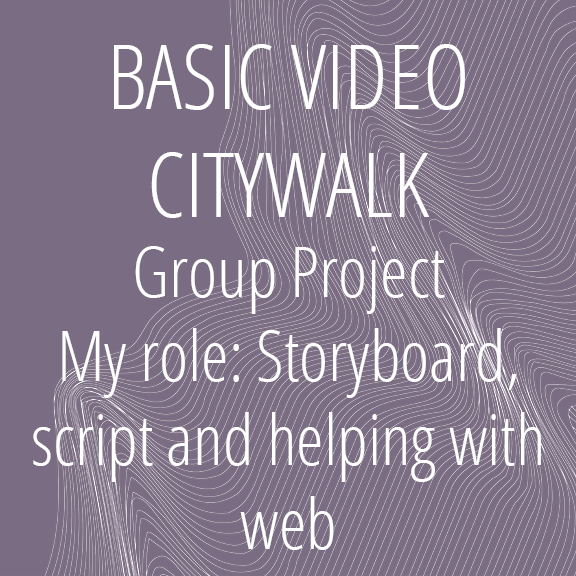 BASIC VIDEO
CITYWALK
Group Project
My role: Storyboard,
script and helping with
web